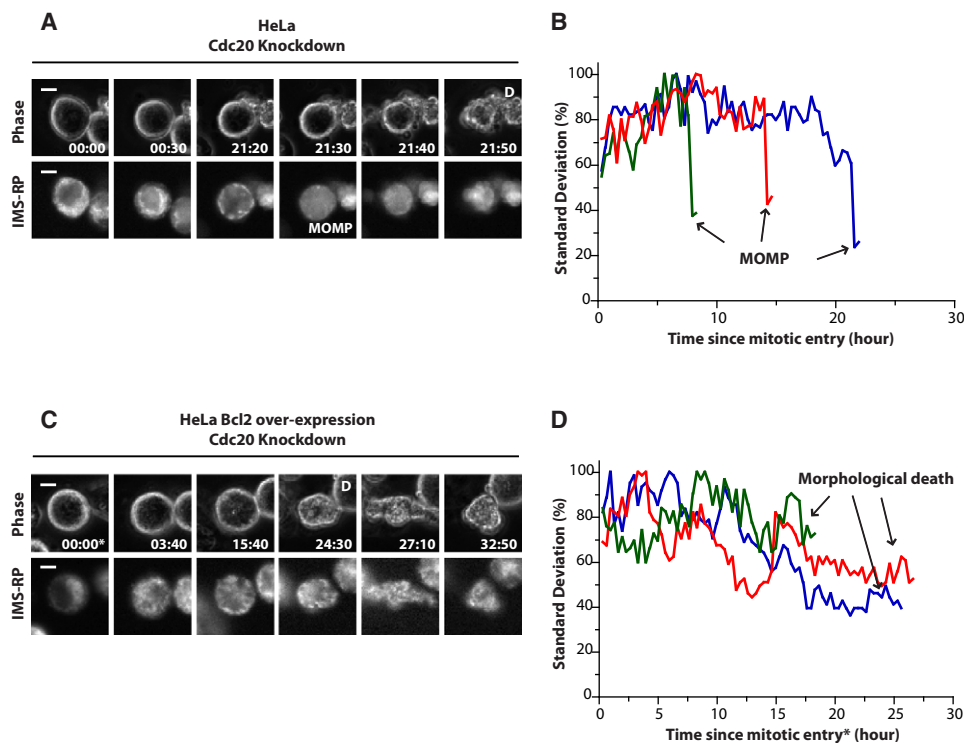 A
HeLa
Cdc20 Knockdown
Phase
00:00
00:30
21:20
21:30
21:40
D
21:50
IMS-RP
MOMP
B
Standard Deviation (%)
100
80
60
40
20
0
MOMP
0
10
20
30
Time since mitotic entry (hour)
C
HeLa Bcl2 over-expression
Cdc20 Knockdown
Phase
00:00*
03:40
15:40
D
24:30
27:10
32:50
IMS-RP
D
Standard Deviation (%)
100
80
60
40
20
0
Morphological death
0
5
10
15
20
25
30
Time since mitotic entry* (hour)